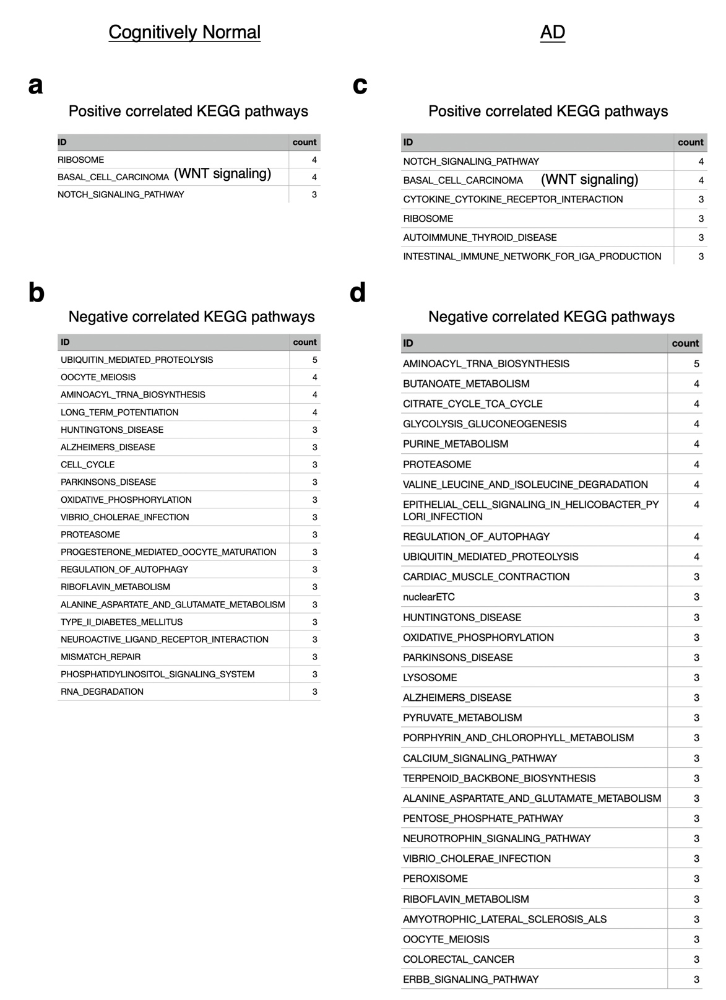 Cognitively Normal
AD
a
Positive correlated KEGG pathways
ID count
RIBOSOME 4
BASAL_CELL_CARCINOMA (WNT signaling) 4
NOTCH_SIGNALING_PATHWAY 3
b
Negative correlated KEGG pathways
ID count
UBIQUITIN_MEDIATED_PROTEOLYSIS 5
OOCYTE_MEIOSIS 4
AMINOACYL_TRNA_BIOSYNTHESIS 4
LONG_TERM_POTENTIATION 4
HUNTINGTONS_DISEASE 3
ALZHEIMERS_DISEASE 3
CELL_CYCLE 3
PARKINSONS_DISEASE 3
OXIDATIVE_PHOSPHORYLATION 3
VIBRIO_CHOLERAE_INFECTION 3
PROTEASOME 3
PROGESTERONE_MEDIATED_OOCYTE_MATURATION 3
REGULATION_OF_AUTOPHAGY 3
RIBOFLAVIN_METABOLISM 3
ALANINE_ASPARTATE_AND_GLUTAMATE_METABOLISM 3
TYPE_II_DIABETES_MELLITUS 3
NEUROACTIVE_LIGAND_RECEPTOR_INTERACTION 3
MISMATCH_REPAIR 3
PHOSPHATIDYLINOSITOL_SIGNALING_SYSTEM 3
RNA_DEGRADATION 3
c
Positive correlated KEGG pathways
ID count
NOTCH_SIGNALING_PATHWAY 4
BASAL_CELL_CARCINOMA (WNT signaling) 4
CYTOKINE_CYTOKINE_RECEPTOR_INTERACTION 3
RIBOSOME 3
AUTOIMMUNE_THYROID_DISEASE 3
INTESTINAL_IMMUNE_NETWORK_FOR_IGA_PRODUCTION 3
d
Negative correlated KEGG pathways
ID count
AMINOACYL_TRNA_BIOSYNTHESIS 5
BUTANOATE_METABOLISM 4
CITRATE_CYCLE_TCA_CYCLE 4
GLYCOLYSIS_GLUCONEOGENESIS 4
PURINE_METABOLISM 4
PROTEASOME 4
VALINE_LEUCINE_AND_ISOLEUCINE_DEGRADATION 4
EPITHELIAL_CELL_SIGNALING_IN_HELICOBACTER_PY 4
LORI_INFECTION
REGULATION_OF_AUTOPHAGY 4
UBIQUITIN_MEDIATED_PROTEOLYSIS 4
CARDIAC_MUSCLE_CONTRACTION 3
nuclearETC 3
HUNTINGTONS_DISEASE 3
OXIDATIVE_PHOSPHORYLATION 3
PARKINSONS_DISEASE 3
LYSOSOME 3
ALZHEIMERS_DISEASE 3
PYRUVATE_METABOLISM 3
PORPHYRIN_AND_CHLOROPHYLL_METABOLISM 3
CALCIUM_SIGNALING_PATHWAY 3
TERPENOID_BACKBONE_BIOSYNTHESIS 3
ALANINE_ASPARTATE_AND_GLUTAMATE_METABOLISM 3
PENTOSE_PHOSPHATE_PATHWAY 3
NEUROTROPHIN_SIGNALING_PATHWAY 3
VIBRIO_CHOLERAE_INFECTION 3
PEROXISOME 3
RIBOFLAVIN_METABOLISM 3
AMYOTROPHIC_LATERAL_SCLEROSIS_ALS 3
OOCYTE_MEIOSIS 3
COLORECTAL_CANCER 3
ERBB_SIGNALING_PATHWAY 3